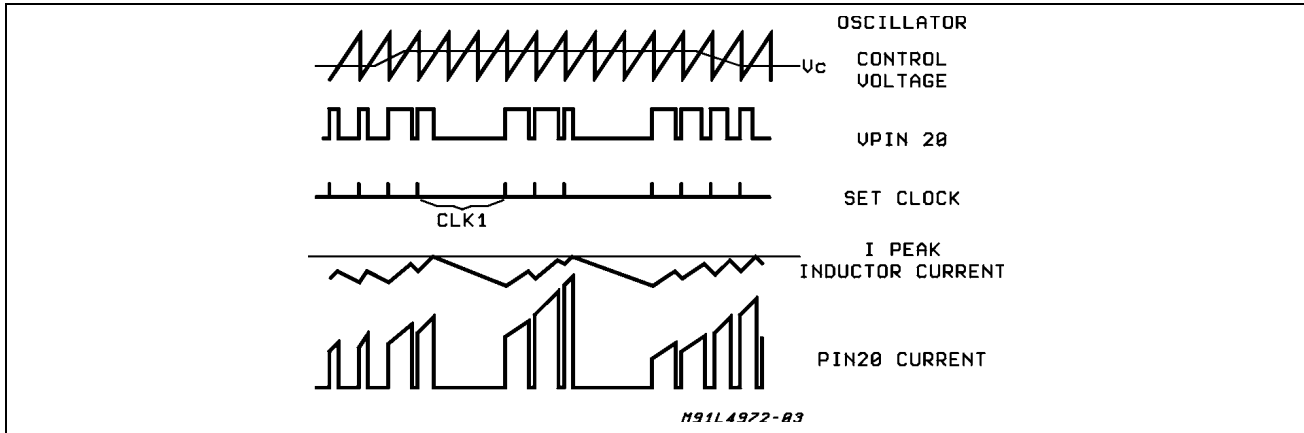 OSCILLATOR
Vc
CONTROL
VOLTAGE
VPIN 20
SET CLOCK
CLK1
I PEAK
INDUCTOR CURRENT
PIN20 CURRENT
M91L4972-03